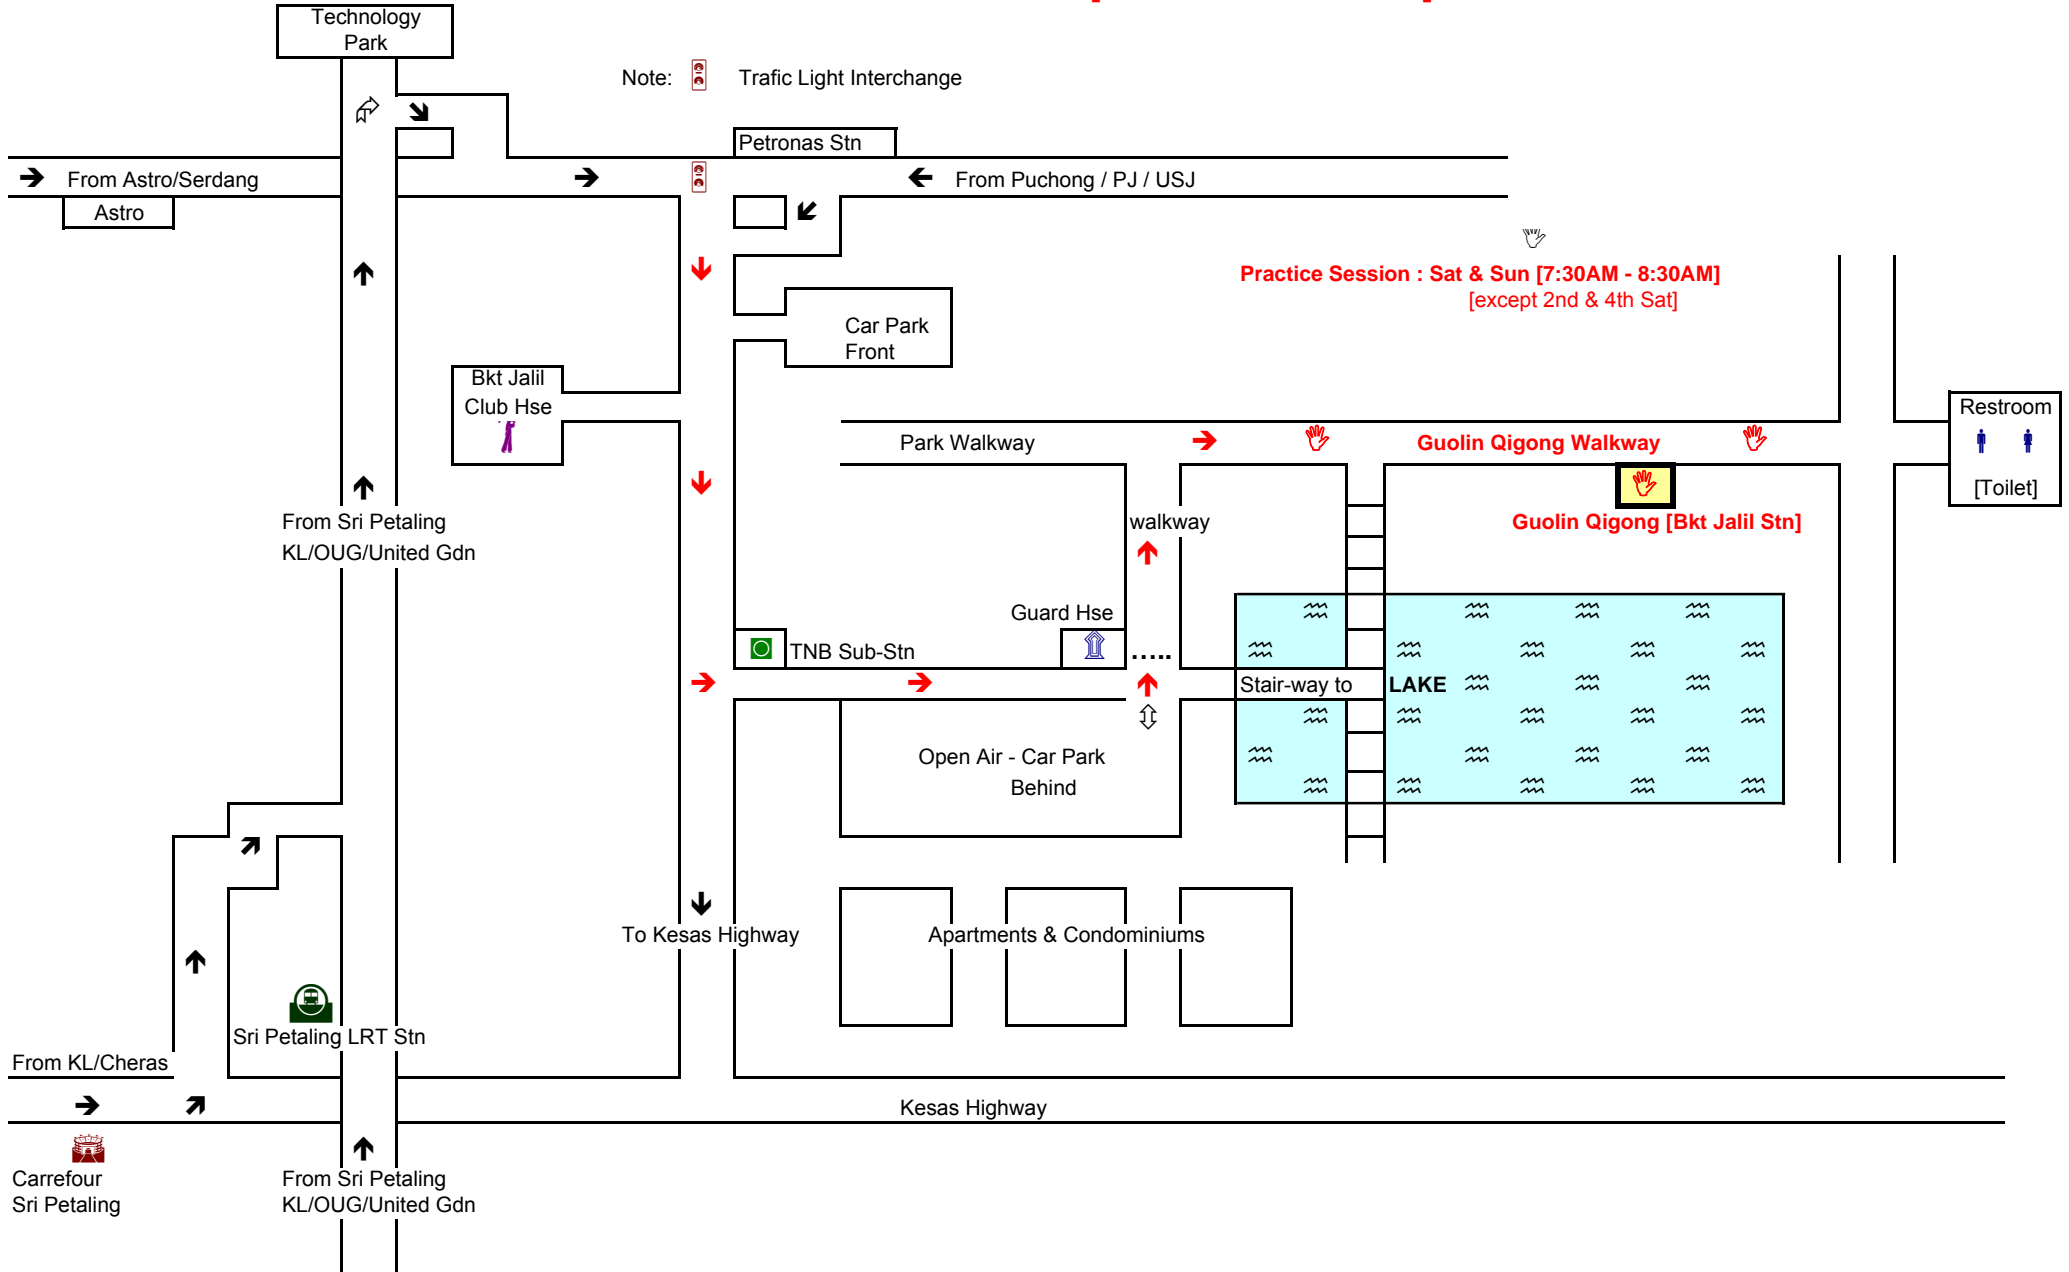 Technology
Park
Note:
Trafic Light Interchange
Petronas Stn
From Astro/Serdang
From Puchong / PJ / USJ
Astro
Practice Session : Sat & Sun [7:30AM - 8:30AM]
[except 2nd & 4th Sat]
Car Park
Front
Bkt Jalil
Club Hse
Restroom
Park Walkway
Guolin Qigong Walkway
[Toilet]
From Sri Petaling
KL/OUG/United Gdn
walkway
Guolin Qigong [Bkt Jalil Stn]
Guard Hse
TNB Sub-Stn
.....
Stair-way to
LAKE
Open Air - Car Park
Behind
To Kesas Highway
Apartments & Condominiums
Sri Petaling LRT Stn
From KL/Cheras
Kesas Highway
Carrefour
Sri Petaling
From Sri Petaling
KL/OUG/United Gdn